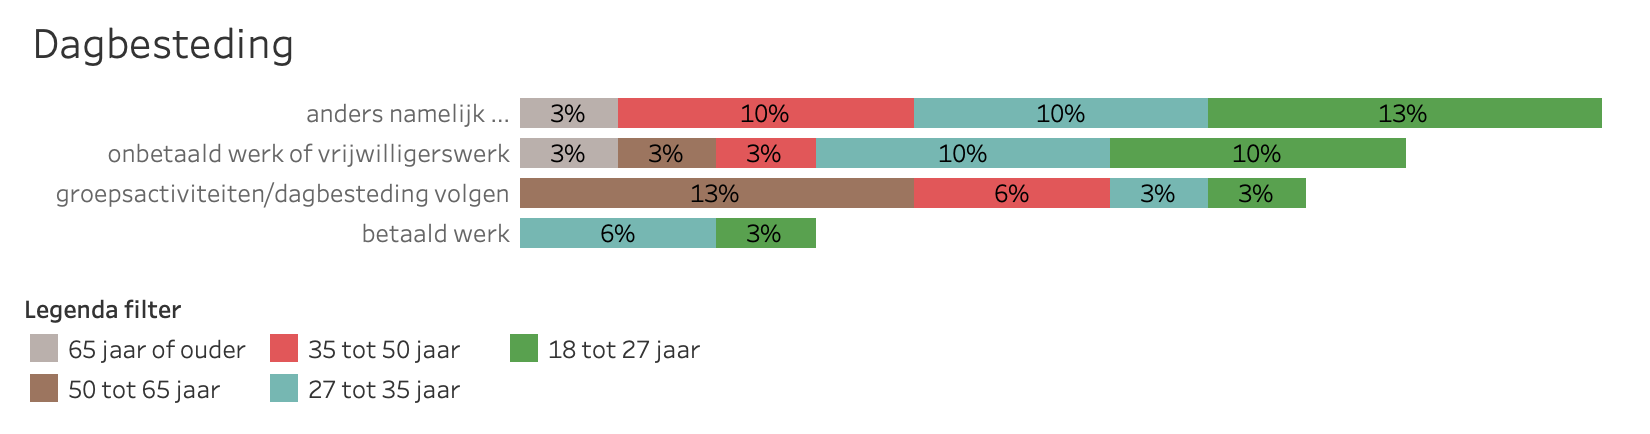 Dagbesteding
anders namelijk ... 3% 10% 10% 13%
onbetaald werk of vrijwilligerswerk 3% 3% 3% 10% 10%
groepsactiviteiten/dagbesteding volgen 13% 6% 3% 3%
betaald werk 6% 3%
Legenda filter
65 jaar of ouder 35 tot 50 jaar 18 tot 27 jaar
50 tot 65 jaar 27 tot 35 jaar